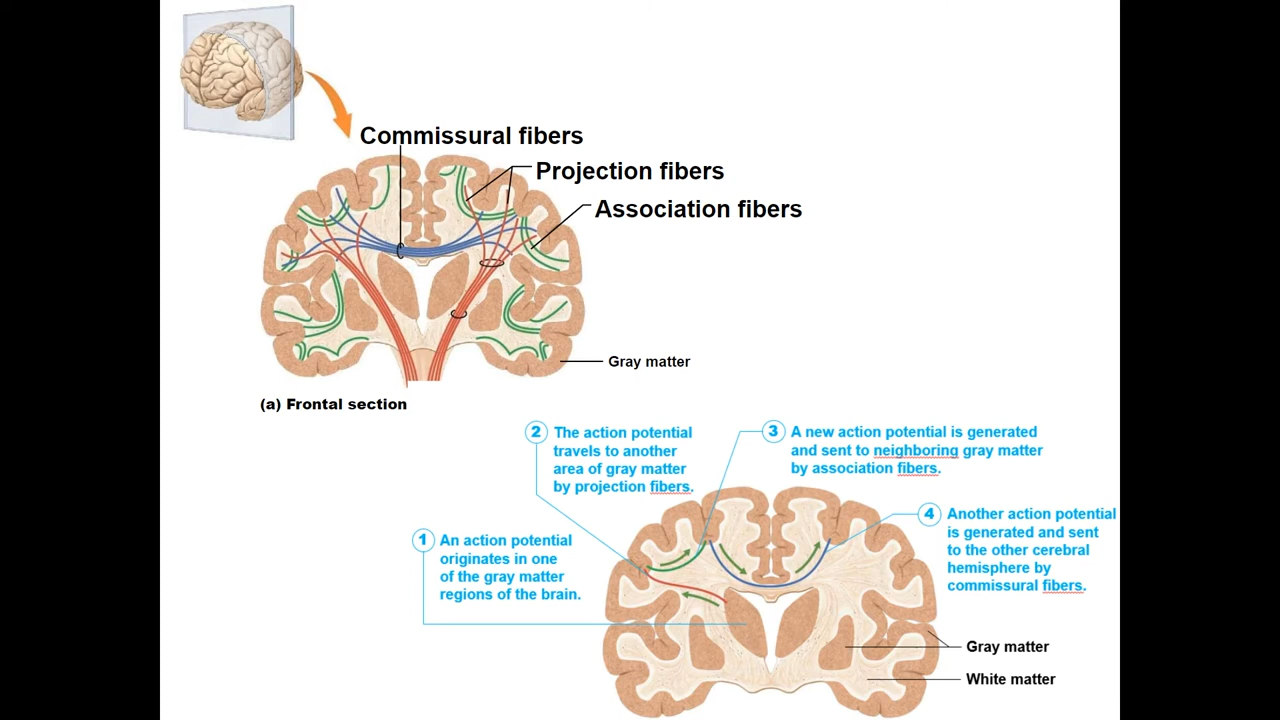 Commissural fibers
Projection fibers
Association fibers
Gray matter
(a) Frontal section
2 The action potential
travels to another
area of gray matter
by projection fibers.
3 A new action potential is generated
and sent to neighboring gray matter
by association fibers.
1 An action potential
originates in one
of the gray matter
regions of the brain.
4 Another action potential
is generated and sent
to the other cerebral
hemisphere by
commissural fibers.
Gray matter
White matter